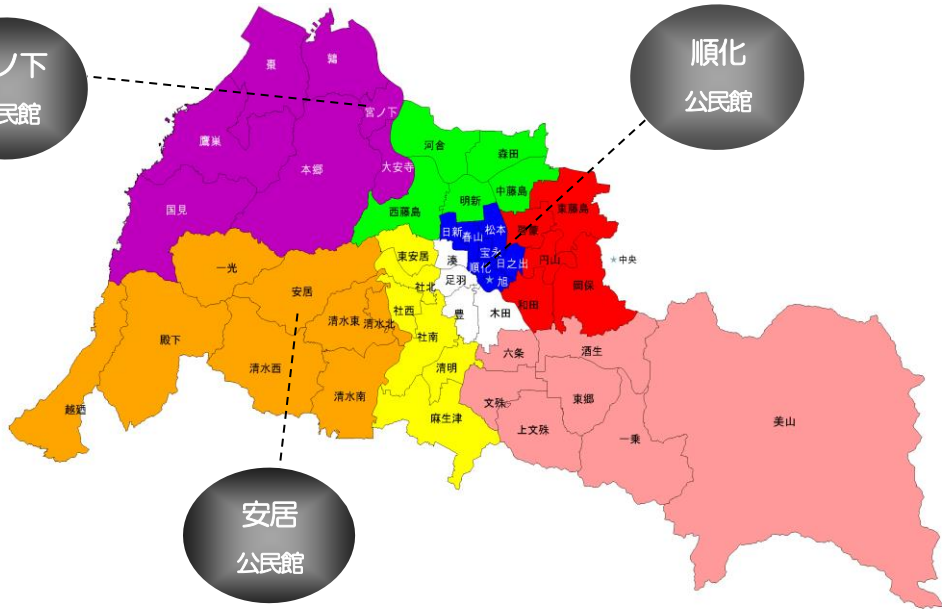 ノ下
民館
順化
公民館
安居
公民館
棗
鶉
宮ノ下
鷹巣
本郷
大安寺
国見
河合
森田
中藤島
明新
西藤島
東藤島
啓蒙
円山
岡保
和田
★中央
日新
春山
松本
宝永
順化
日之出
★旭
湊
足羽
豊
木田
東安居
社北
社西
社南
清明
麻生津
一光
安居
清水東
清水北
殿下
清水西
清水南
越廼
六条
酒生
文殊
東郷
上文殊
一乗
美山